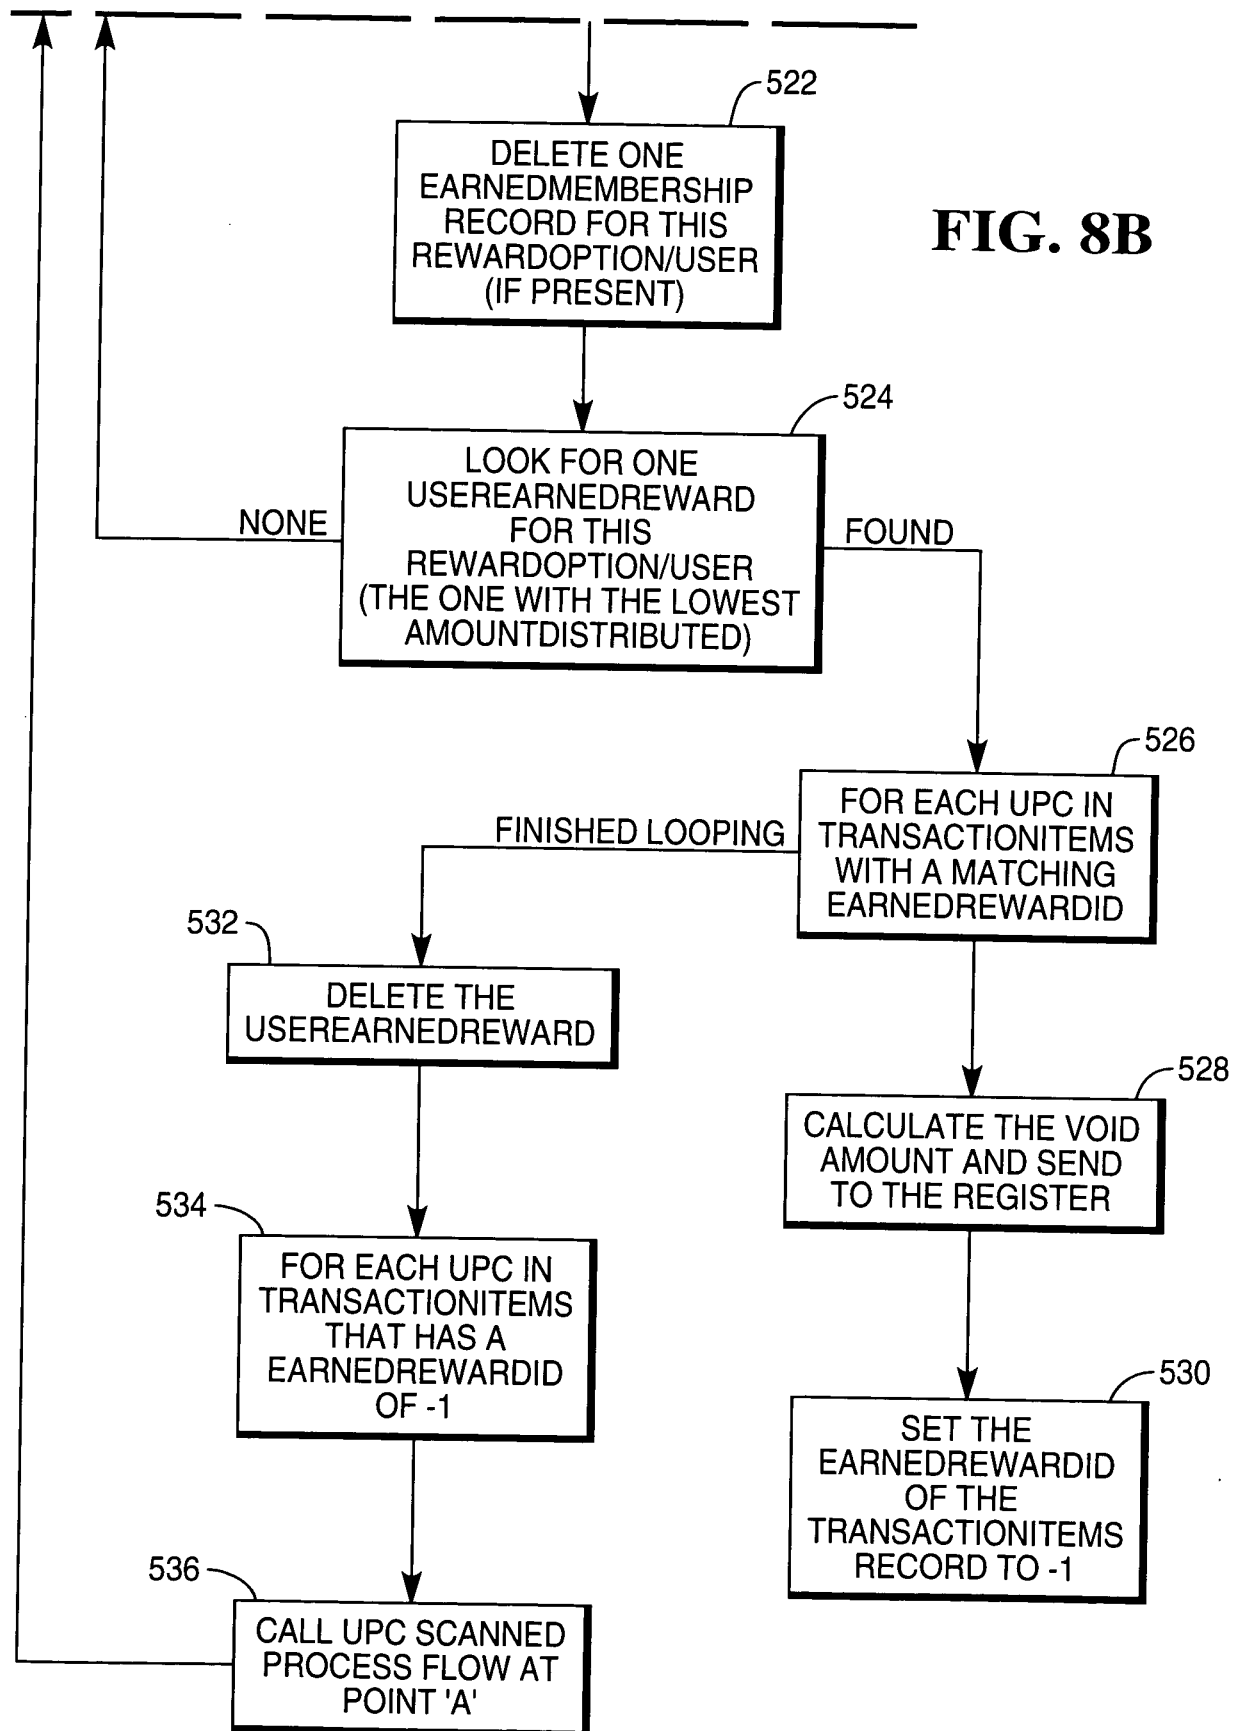 522
DELETE ONE
EARNEDMEMBERSHIP
RECORD FOR THIS
REWARDOPTION/USER
(IF PRESENT)
FIG. 8B
524
LOOK FOR ONE
USEREARNEDREWARD
FOR THIS
REWARDOPTION/USER
(THE ONE WITH THE LOWEST
AMOUNTDISTRIBUTED)
NONE
FOUND
526
FOR EACH UPC IN
TRANSACTIONITEMS
WITH A MATCHING
EARNEDREWARDID
FINISHED LOOPING
532
DELETE THE
USEREARNEDREWARD
528
CALCULATE THE VOID
AMOUNT AND SEND
TO THE REGISTER
534
FOR EACH UPC IN
TRANSACTIONITEMS
THAT HAS A
EARNEDREWARDID
OF -1
530
SET THE
EARNEDREWARDID
OF THE
TRANSACTIONITEMS
RECORD TO -1
536
CALL UPC SCANNED
PROCESS FLOW AT
POINT 'A'